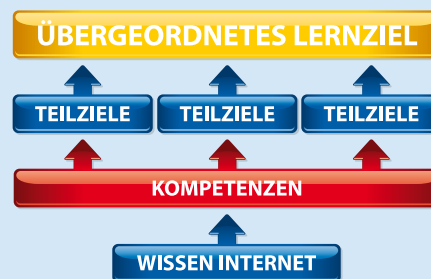 ÜBERGEORDNETES LERNZIEL
TEILZIELE TEILZIELE TEILZIELE
KOMPETENZEN
WISSEN INTERNET